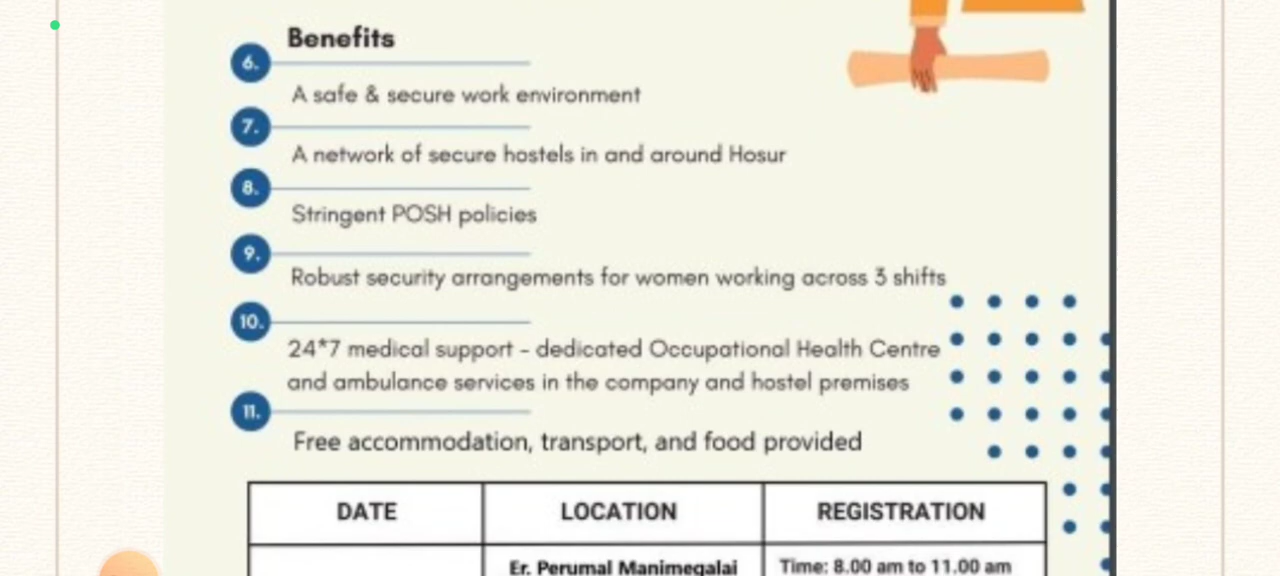 Benefits
6.
A safe & secure work environment
7.
A network of secure hostels in and around Hosur
8.
Stringent POSH policies
9.
Robust security arrangements for women working across 3 shifts
10.
24*7 medical support - dedicated Occupational Health Centre
and ambulance services in the company and hostel premises
11.
Free accommodation, transport, and food provided
DATE LOCATION REGISTRATION
Er. Perumal Manimegalai Time: 8.00 am to 11.00 am